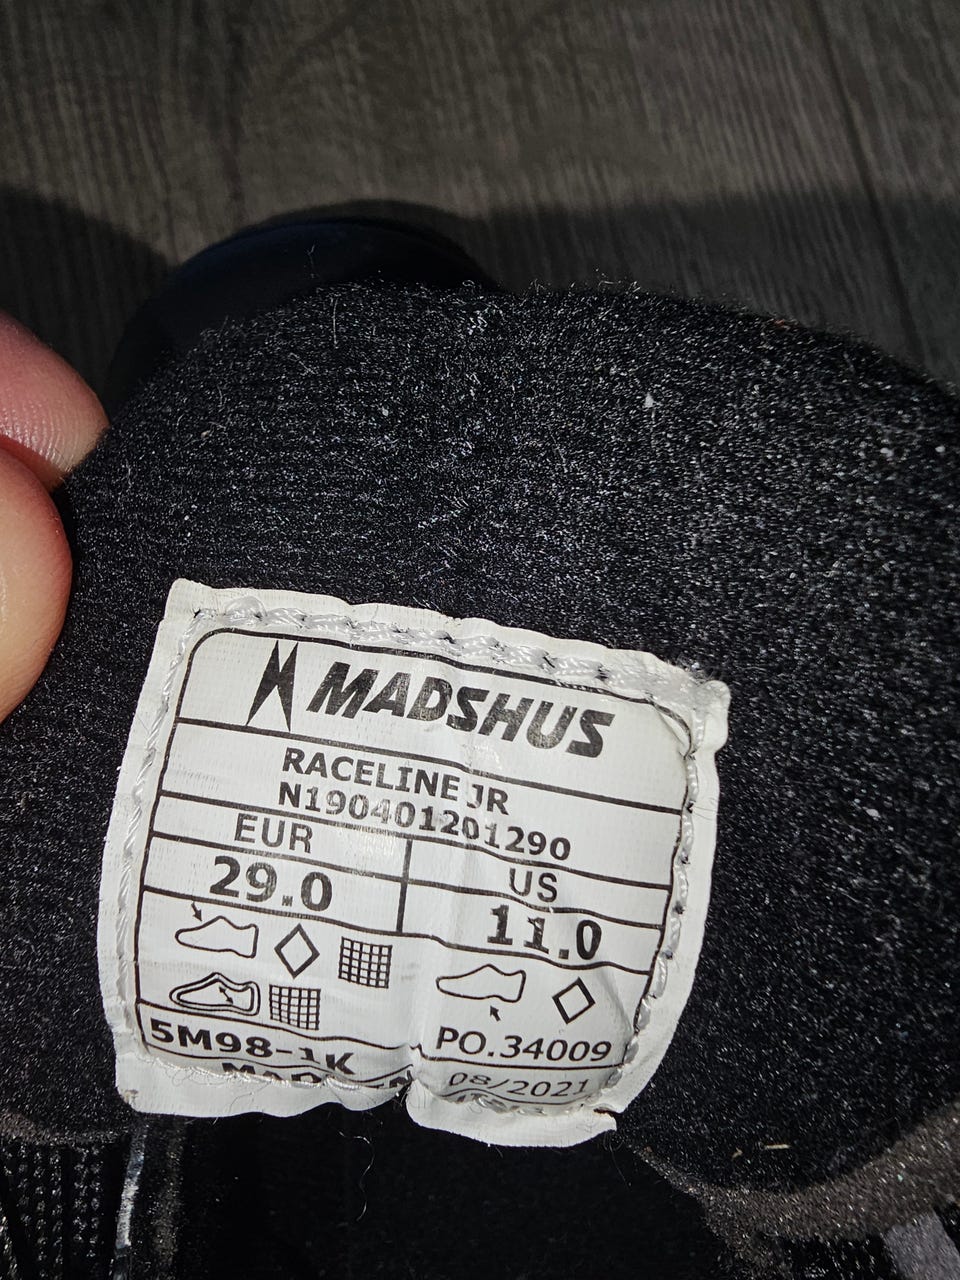 MADSHUS
RACELINE JR
N190401201290
EUR
US
29.0
11.0
5M98-1K
PO.34009
08/2021